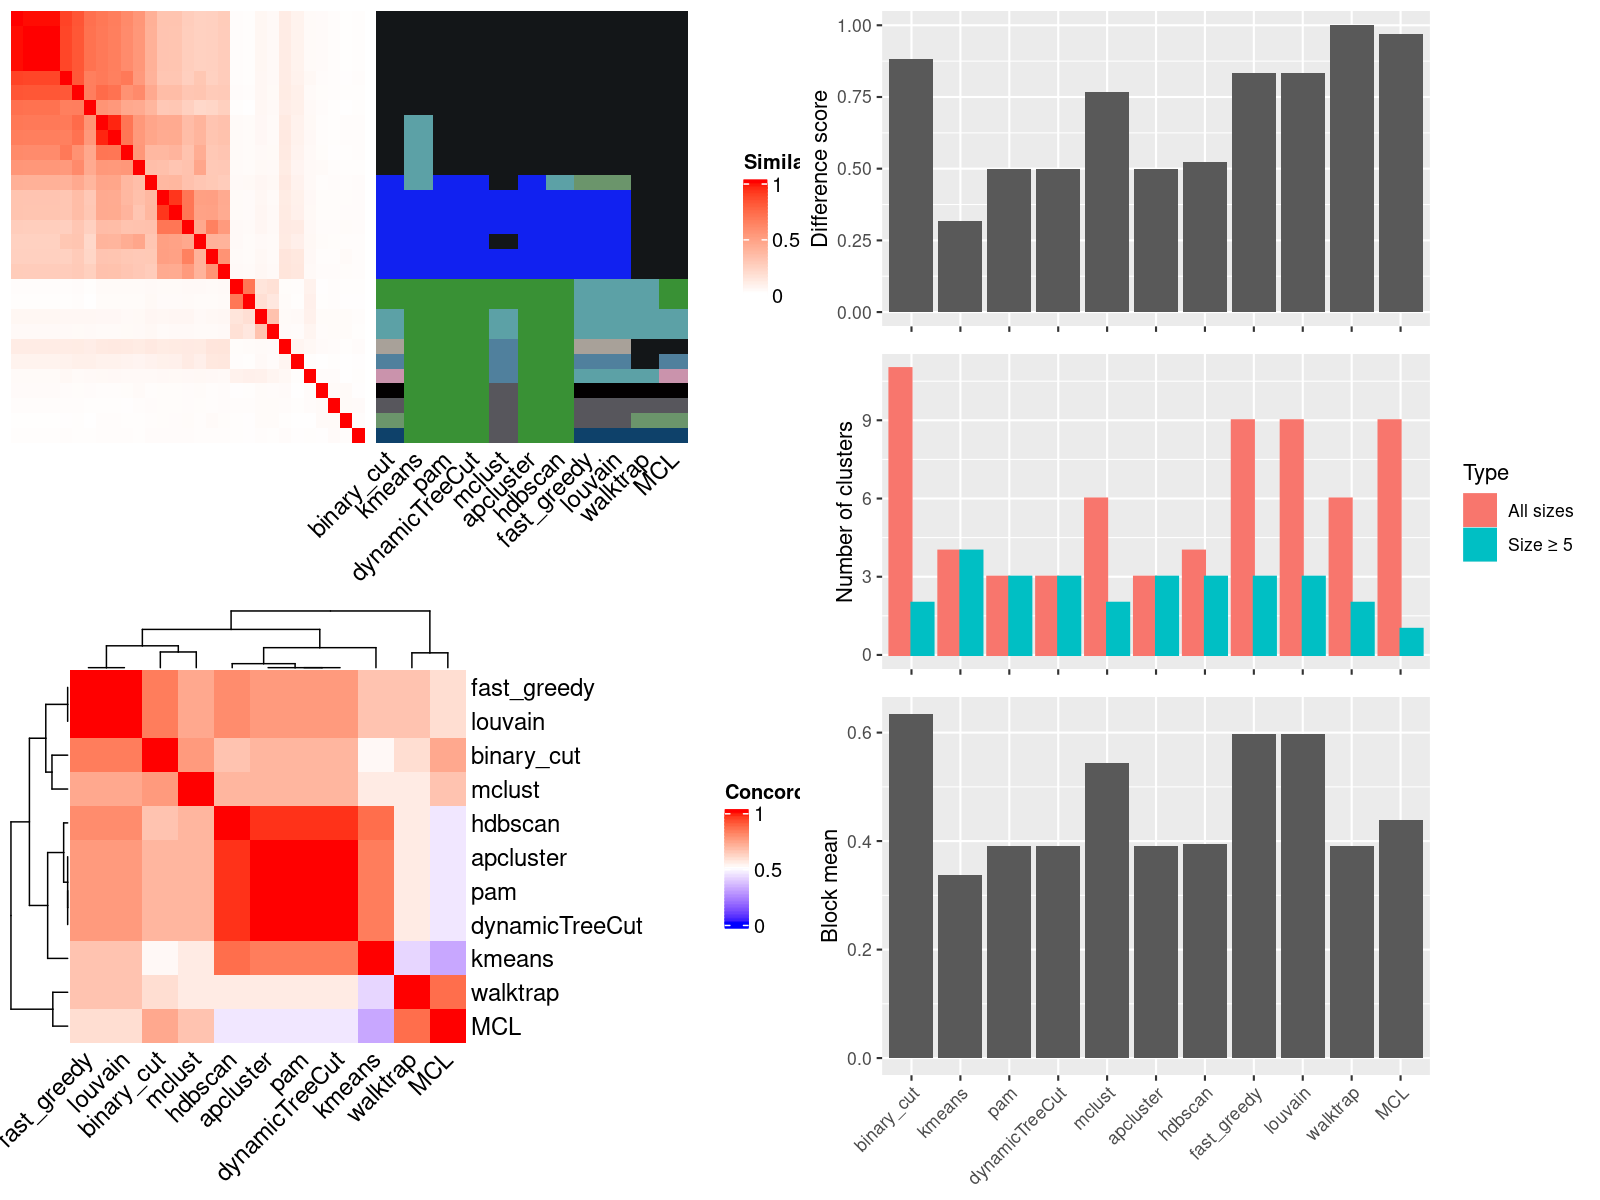 Simila
1
0.5
0
binary_cut
kmeans
pam
dynamicTreeCut
mclust
apcluster
hdbscan
fast_greedy
louvain
walktrap
MCL
fast_greedy
louvain
binary_cut
mclust
hdbscan
apcluster
pam
dynamicTreeCut
kmeans
walktrap
MCL
fast_greedy
louvain
binary_cut
mclust
hdbscan
apcluster
pam
dynamicTreeCut
kmeans
walktrap
MCL
Concord
1
0.5
0
Difference score
1.00
0.75
0.50
0.25
0.00
Number of clusters
9
6
3
0
Type
All sizes
Size ≥ 5
Block mean
0.6
0.4
0.2
0.0
binary_cut
kmeans
pam
dynamicTreeCut
mclust
apcluster
hdbscan
fast_greedy
louvain
walktrap
MCL